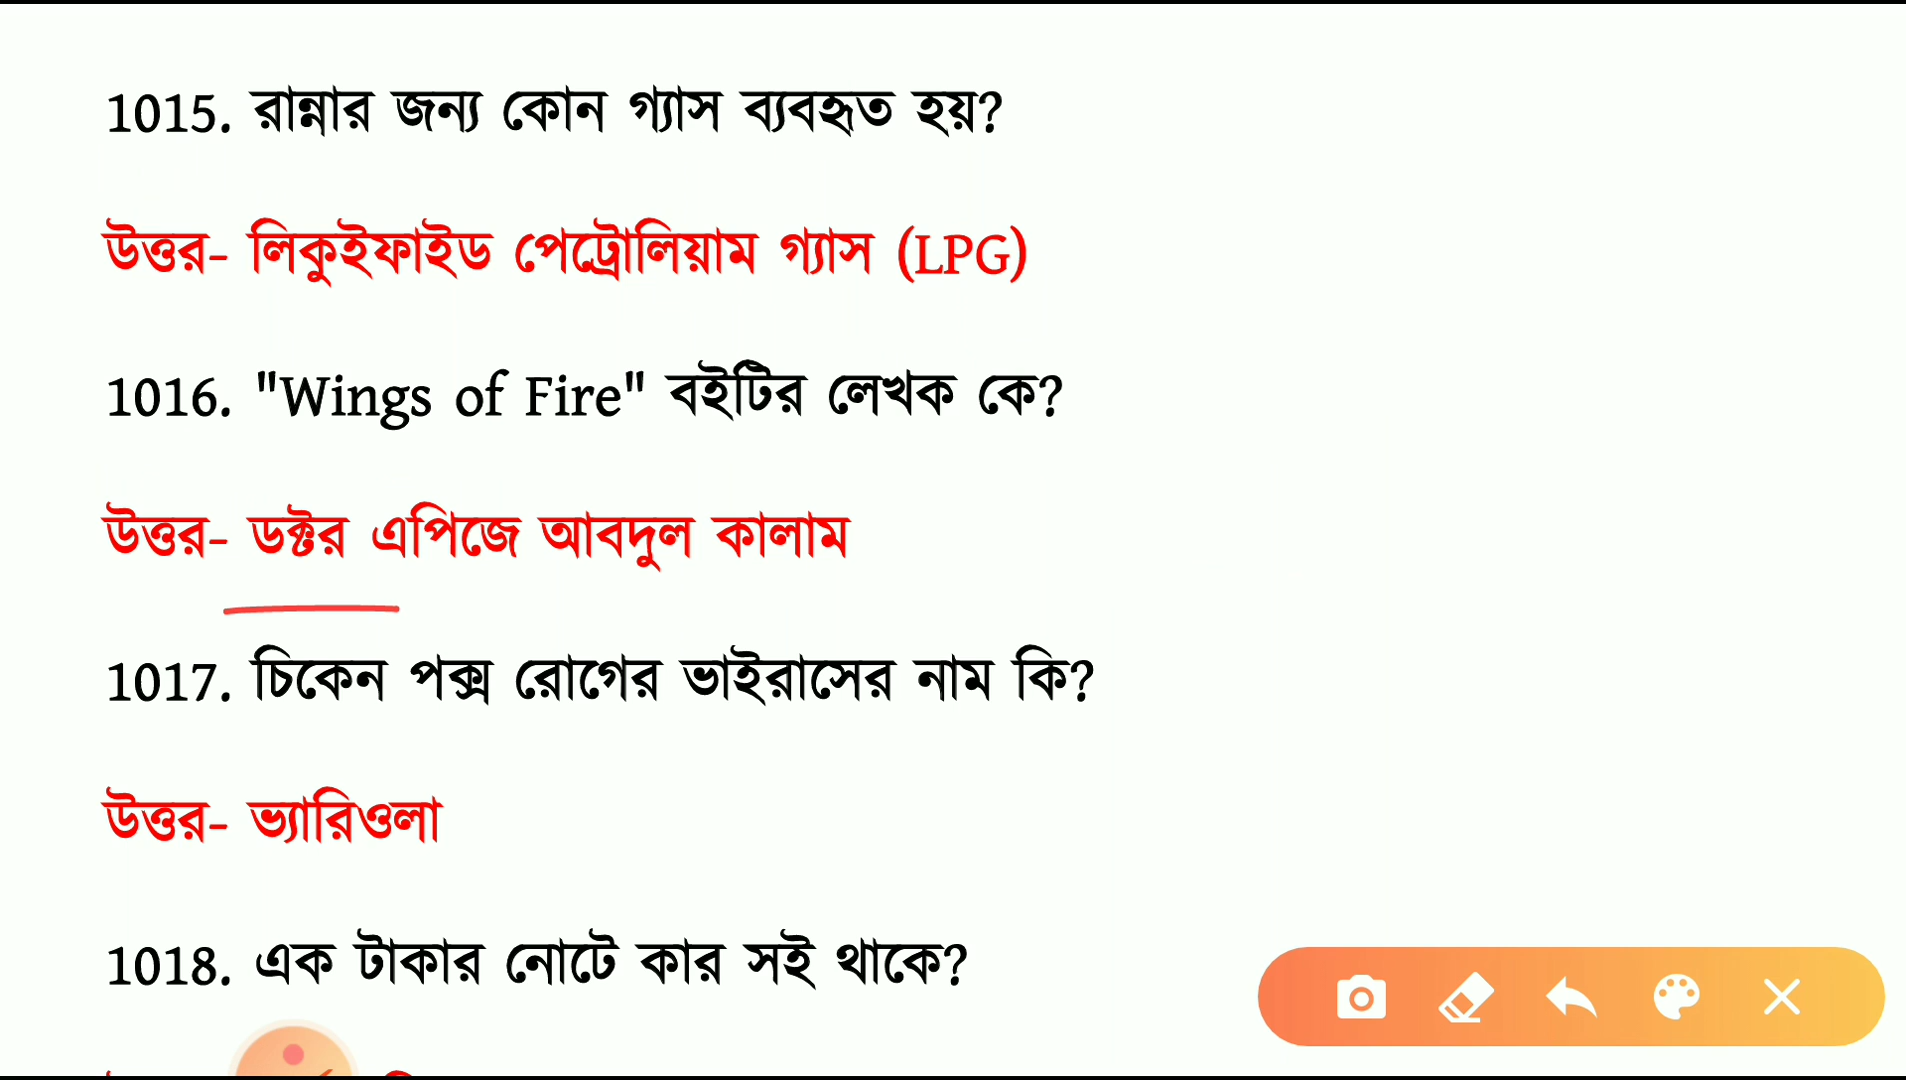 1015. রান্নার জন্য কোন গ্যাস ব্যবহৃত হয়?
উত্তর- লিকুইফাইড পেট্রোলিয়াম গ্যাস (LPG)
1016. "Wings of Fire" বইটির লেখক কে?
উত্তর- ডক্টর এপিজে আবদুল কালাম
1017. চিকেন পক্স রোগের ভাইরাসের নাম কি?
উত্তর- ভ্যারিওলা
1018. এক টাকার নোটে কার সই থাকে?